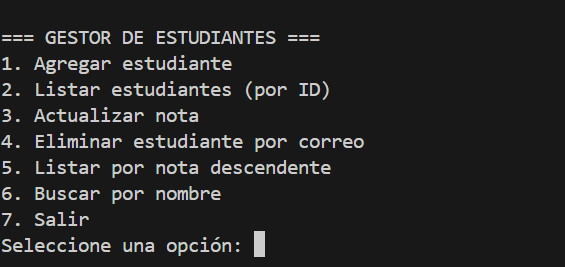 === GESTOR DE ESTUDIANTES ===
1. Agregar estudiante
2. Listar estudiantes (por ID)
3. Actualizar nota
4. Eliminar estudiante por correo
5. Listar por nota descendente
6. Buscar por nombre
7. Salir
Seleccione una opción: